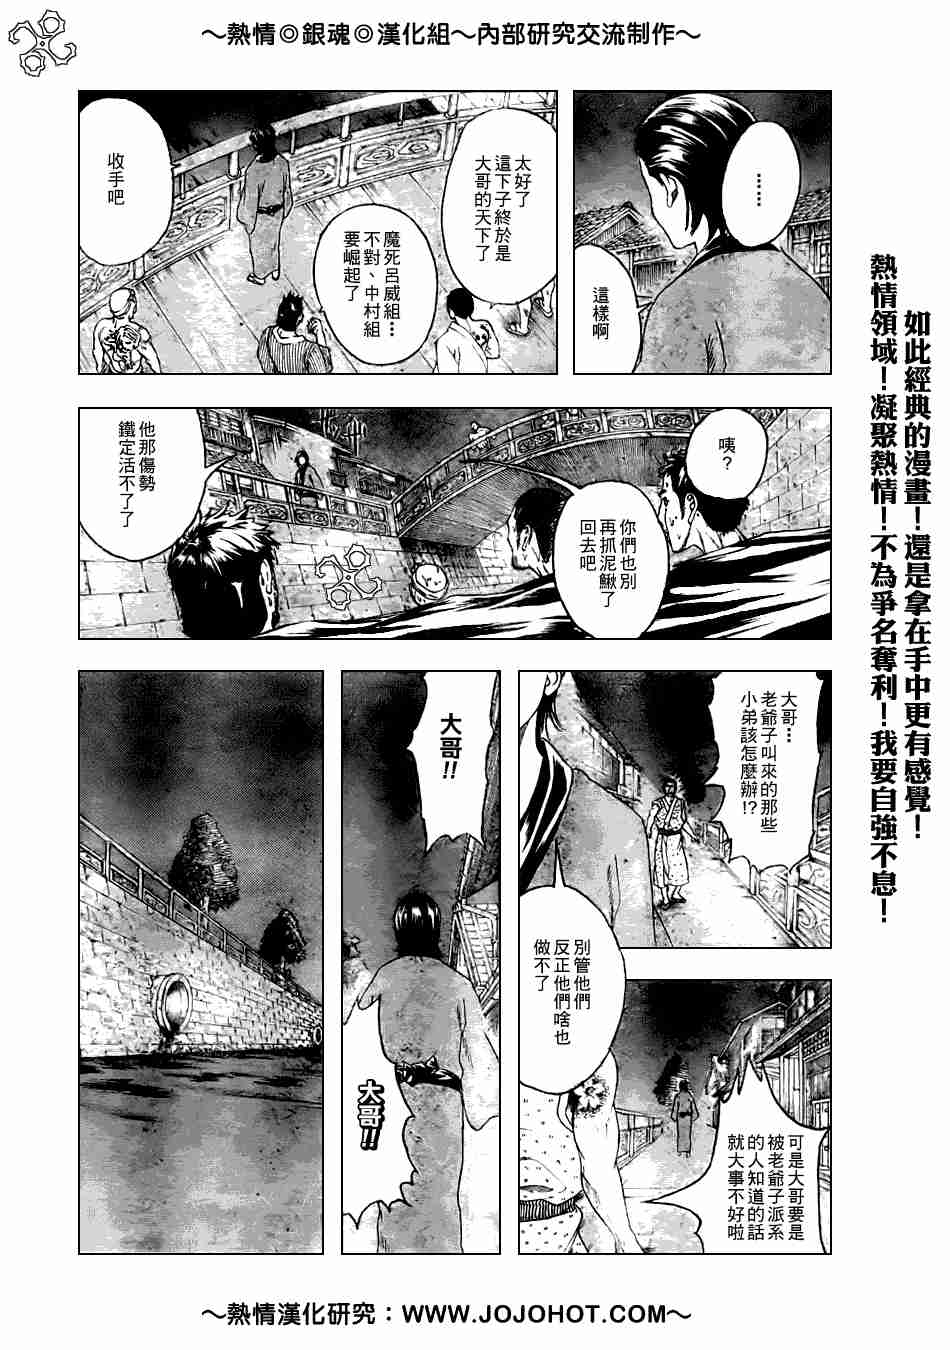 ～熱情◎銀魂◎漢化組～內部研究交流制作～
……
這樣啊
太好了
這下子終於是
大哥的天下了
魔死呂威組…
不對、中村組
要崛起了
收手吧
咦？
你們也別
再抓泥鰍了
回去吧
他那傷勢
鐵定活不了了
大哥…
老爺子叫來的那些
小弟該怎麼辦!?
別管他們
反正他們啥也
做不了
可是大哥要是
被老爺子派系
的人知道的話
就大事不好啦
大哥!!
大哥!!
如此經典的漫畫！還是拿在手中更有感覺！
熱情領域！凝聚熱情！不為爭名奪利！我要自強不息！
～熱情漢化研究：WWW.JOJOHOT.COM～